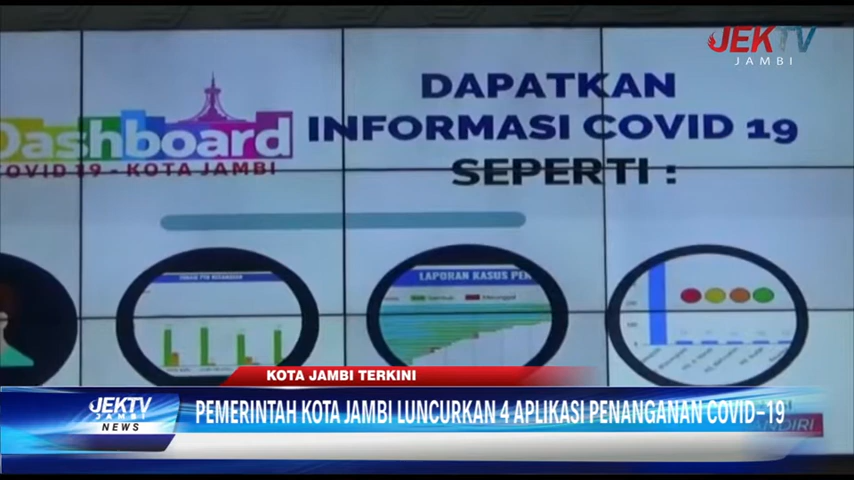 JEKTV
JAMBI
DAPATKAN
INFORMASI COVID 19
SEPERTI :
Dashboard
COVID 19 - KOTA JAMBI
LAPORAN KASUS PER
KOTA JAMBI TERKINI
JEKTV
JAMBI
NEWS
PEMERINTAH KOTA JAMBI LUNCURKAN 4 APLIKASI PENANGANAN COVID-19